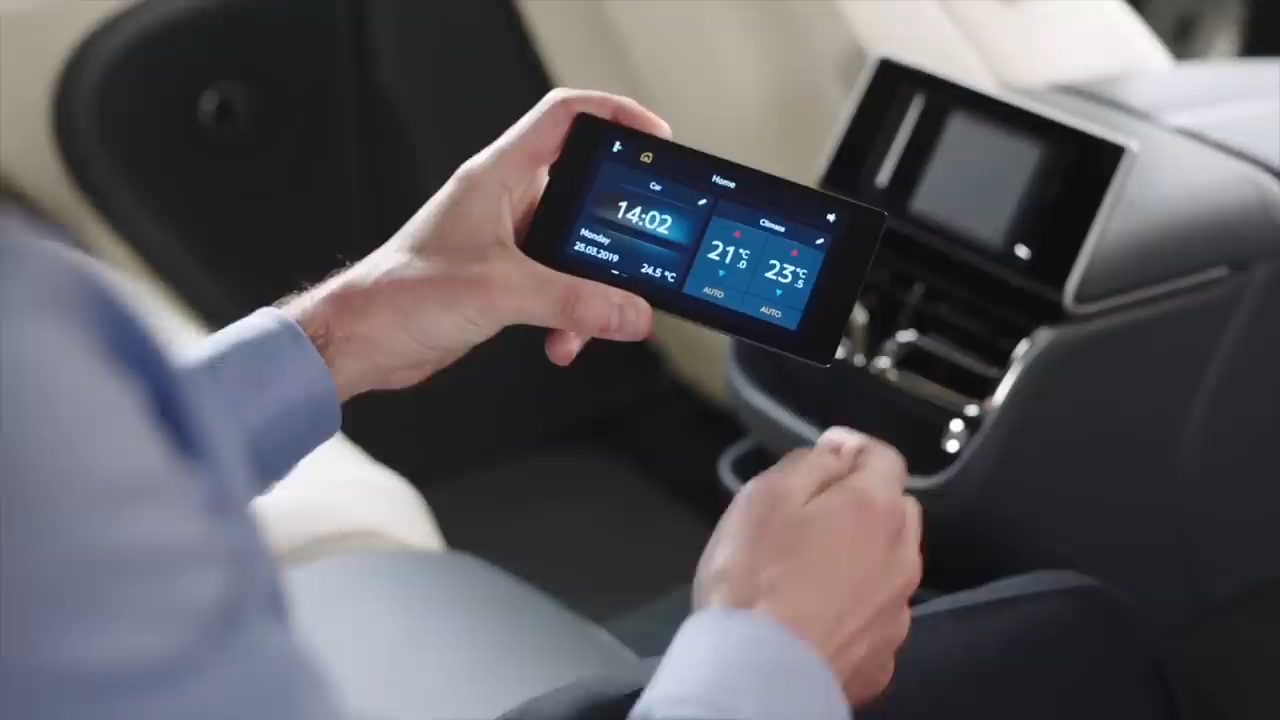 Home
Car
14:02
Monday
25.03.2019
24.5 °C
Climate
21.0 °C
23.5 °C
AUTO
AUTO